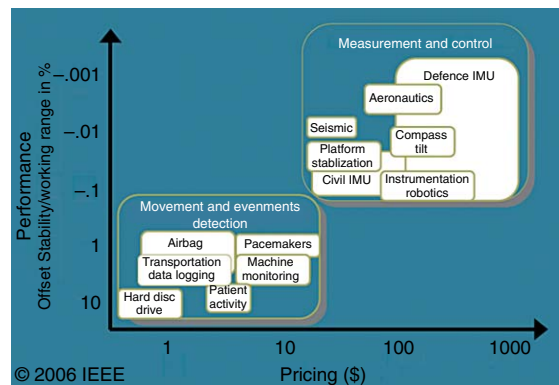 Measurement and control
Defence IMU
Aeronautics
Seismic
Compass
tilt
Platform
stablization
Civil IMU
Instrumentation
robotics
Movement and evenments
detection
Airbag
Pacemakers
Transportation
data logging
Machine
monitoring
Hard disc
drive
Patient
activity
Performance
Offset Stability/working range in %
–.001
–.01
–.1
1
10
1
10
100
1000
Pricing ($)
© 2006 IEEE